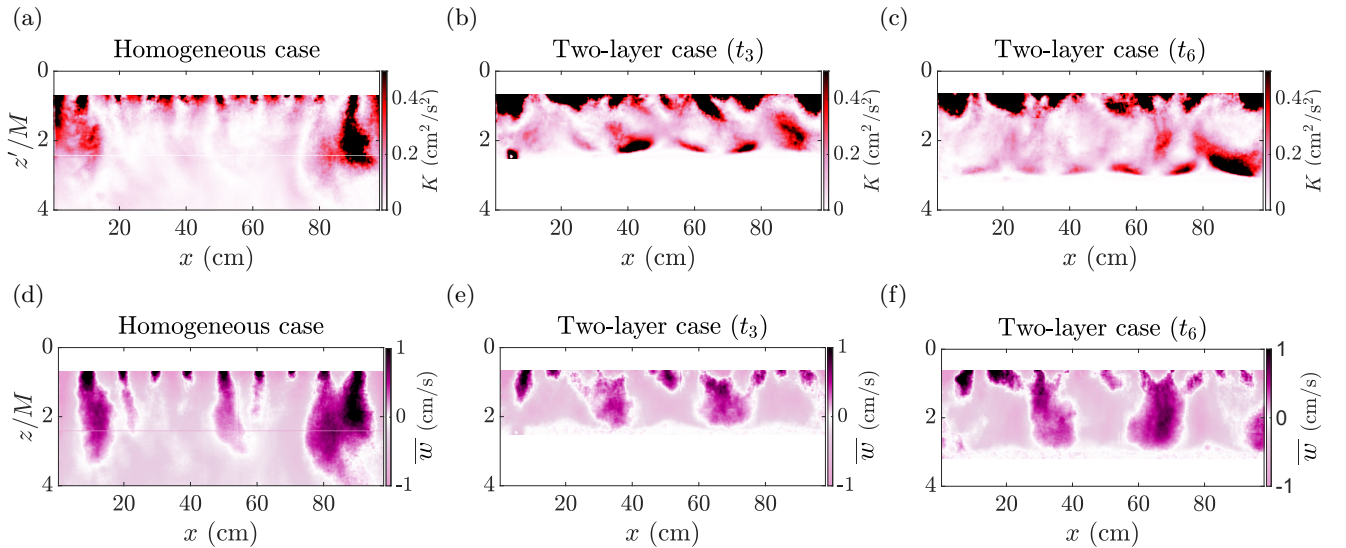 (a)
Homogeneous case
0
2
4
z′/M
20 40 60 80
x (cm)
0.4
0.2
0
K (cm²/s²)
(b)
Two-layer case (t₃)
0
2
4
20 40 60 80
x (cm)
0.4
0.2
0
K (cm²/s²)
(c)
Two-layer case (t₆)
0
2
4
20 40 60 80
x (cm)
0.4
0.2
0
K (cm²/s²)
(d)
Homogeneous case
0
2
4
z/M
20 40 60 80
x (cm)
1
0
-1
w̅ (cm/s)
(e)
Two-layer case (t₃)
0
2
4
20 40 60 80
x (cm)
1
0
-1
w̅ (cm/s)
(f)
Two-layer case (t₆)
0
2
4
20 40 60 80
x (cm)
1
0
-1
w̅ (cm/s)